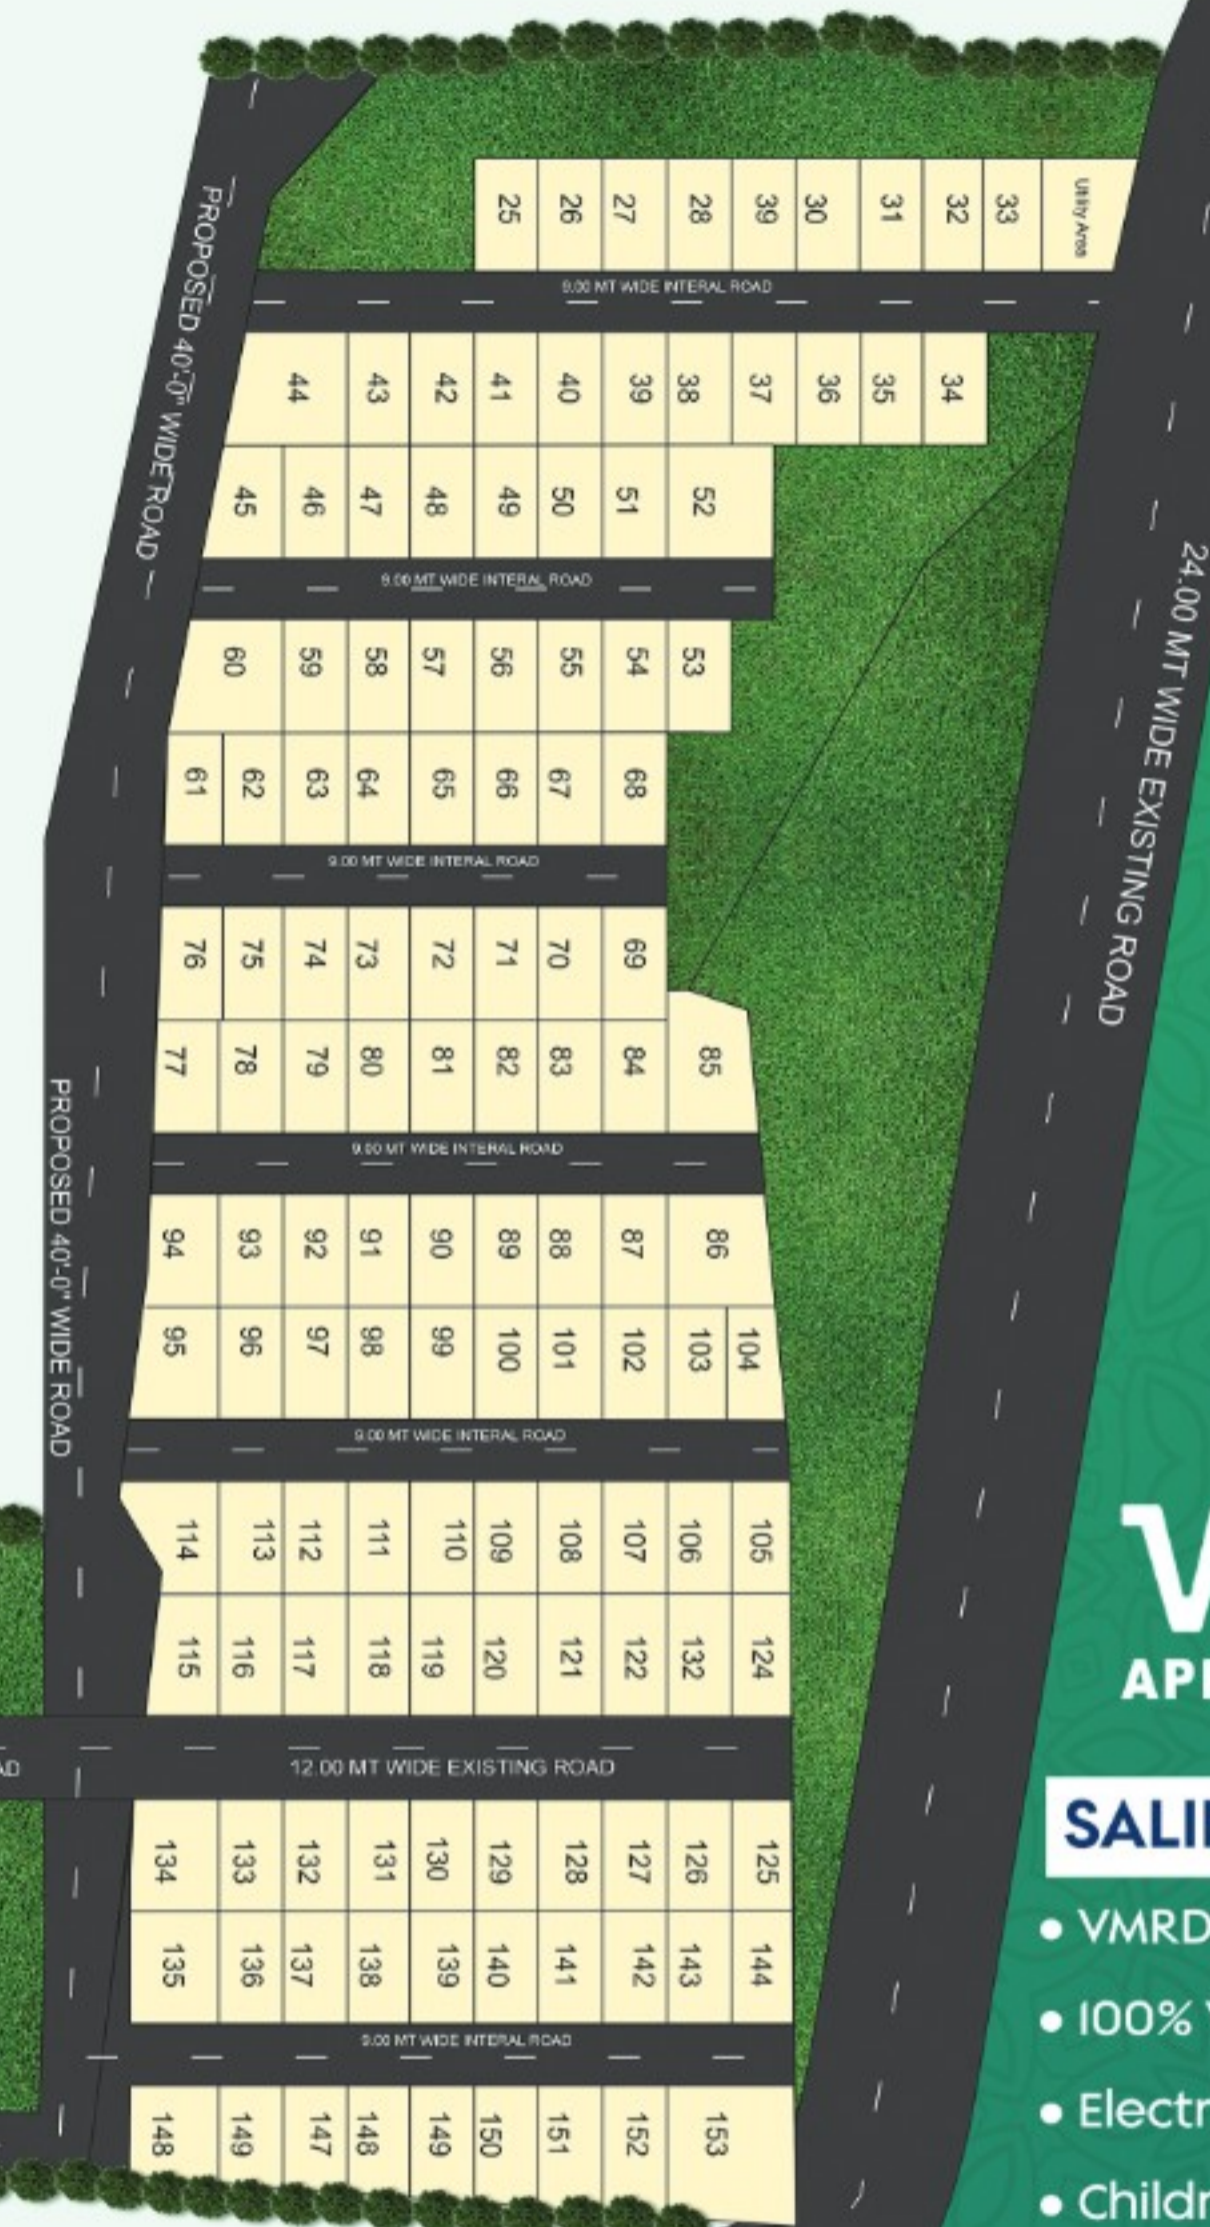 25 26 27 28 39 30 31 32 33 Utility Area
9.00 MT WIDE INTERAL ROAD
44 43 42 41 40 39 38 37 36 35 34
45 46 47 48 49 50 51 52
9.00 MT WIDE INTERAL ROAD
60 59 58 57 56 55 54 53
61 62 63 64 65 66 67 68
9.00 MT WIDE INTERAL ROAD
76 75 74 73 72 71 70 69
77 78 79 80 81 82 83 84 85
9.00 MT WIDE INTERAL ROAD
94 93 92 91 90 89 88 87 86
95 96 97 98 99 100 101 102 103 104
9.00 MT WIDE INTERAL ROAD
114 113 112 111 110 109 108 107 106 105
115 116 117 118 119 120 121 122 132 124
12.00 MT WIDE EXISTING ROAD
134 133 132 131 130 129 128 127 126 125
135 136 137 138 139 140 141 142 143 144
9.00 MT WIDE INTERAL ROAD
148 149 147 148 149 150 151 152 153
PROPOSED 40'-0" WIDE ROAD
PROPOSED 40'-0" WIDE ROAD
24.00 MT WIDE EXISTING ROAD
V
API
SALI
• VMRD
• 100%
• Electr
• Childr